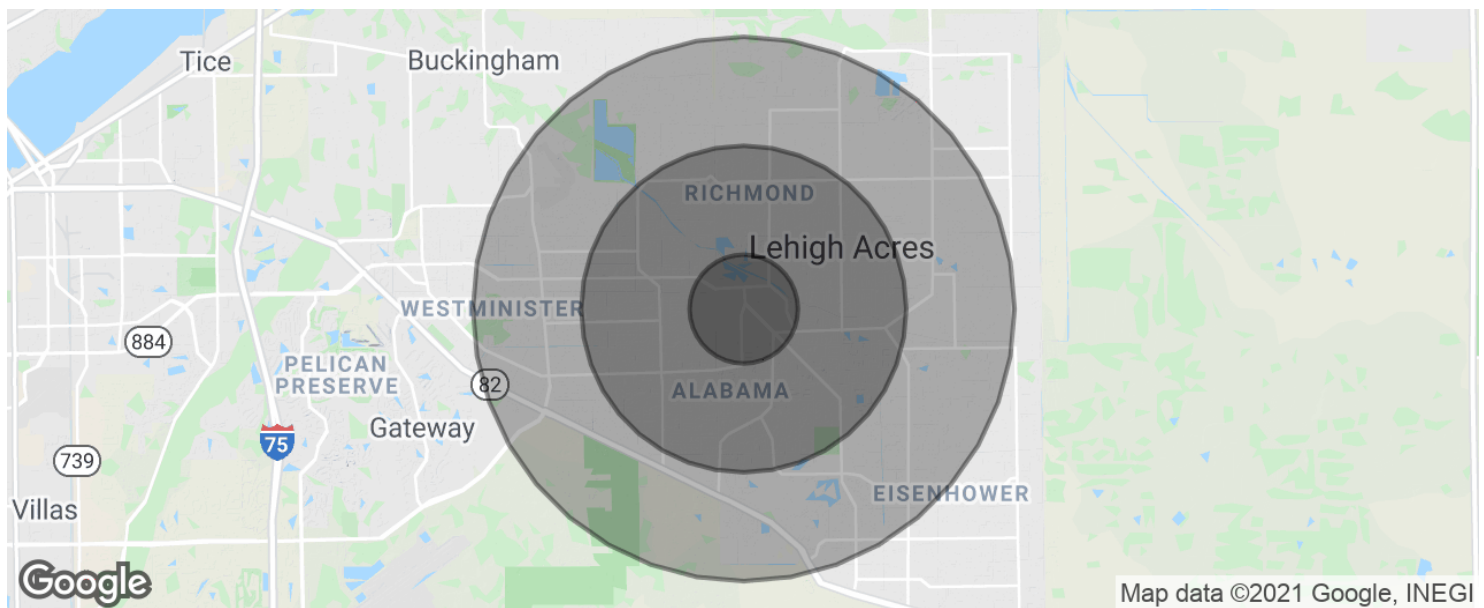 Tice
Buckingham
RICHMOND
Lehigh Acres
WESTMINISTER
884
PELICAN
PRESERVE
82
ALABAMA
Gateway
75
739
EISENHOWER
Villas
Google
Map data ©2021 Google, INEGI